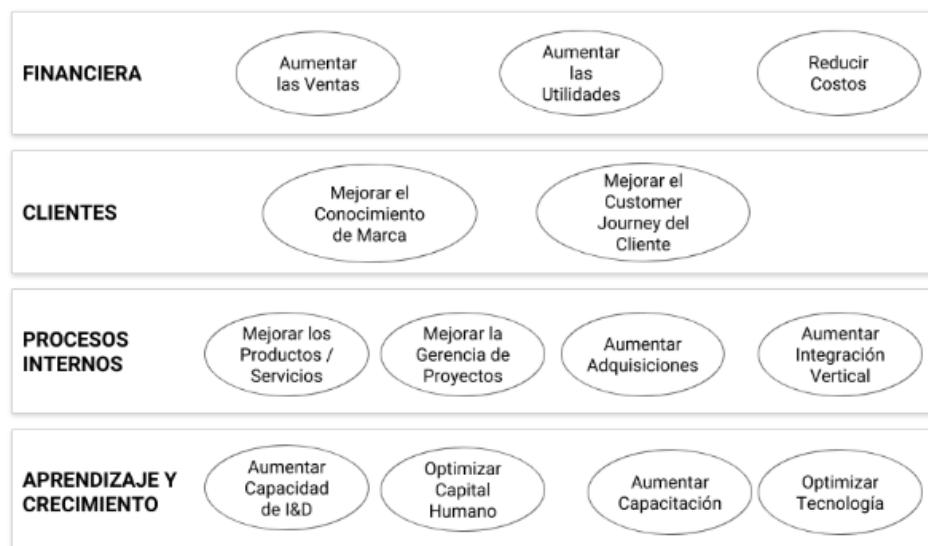 FINANCIERA
Aumentar
las Ventas
Aumentar
las
Utilidades
Reducir
Costos
CLIENTES
Mejorar el
Conocimiento
de Marca
Mejorar el
Customer
Journey del
Cliente
PROCESOS
INTERNOS
Mejorar los
Productos /
Servicios
Mejorar la
Gerencia de
Proyectos
Aumentar
Adquisiciones
Aumentar
Integración
Vertical
APRENDIZAJE Y
CRECIMIENTO
Aumentar
Capacidad
de I&D
Optimizar
Capital
Humano
Aumentar
Capacitación
Optimizar
Tecnología